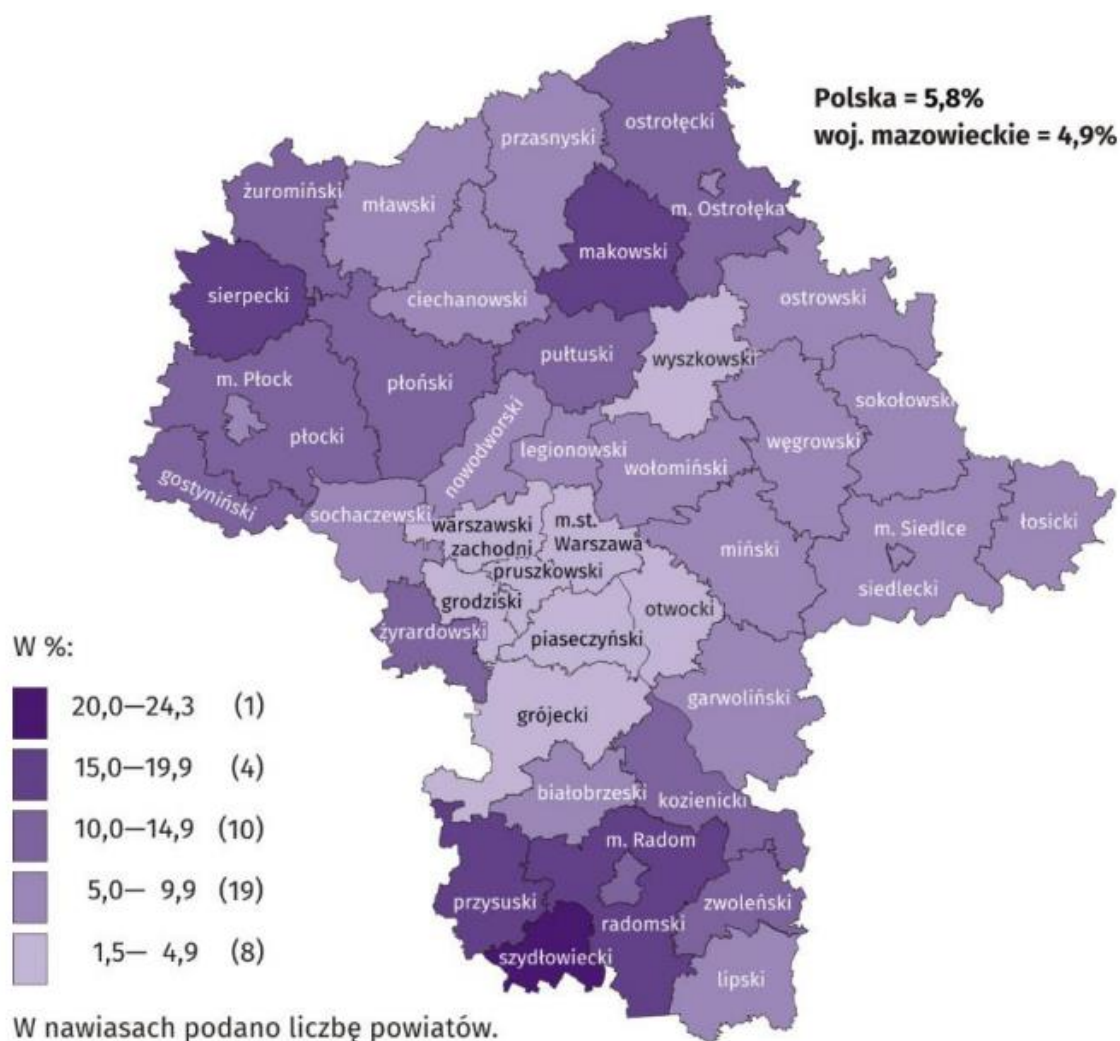 Polska = 5,8%
woj. mazowieckie = 4,9%
ostrołęcki
przasnyski
żuromiński
mławski
m. Ostrołęka
makowski
sierpecki
ciechanowski
ostrowski
pułtuski
wyszkowski
m. Płock
płoński
sokołowski
płocki
nowodworski
legionowski
wołomiński
węgrowski
gostyniński
sochaczewski
warszawski
zachodni
m.st.
Warszawa
m. Siedlce
łosicki
miński
pruszkowski
siedlecki
grodziski
otwocki
żyrardowski
piaseczyński
garwoliński
grójecki
białobrzeski
kozienicki
m. Radom
przysuski
radomski
zwoleński
szydłowiecki
lipski
W %:
20,0—24,3 (1)
15,0—19,9 (4)
10,0—14,9 (10)
5,0— 9,9 (19)
1,5— 4,9 (8)
W nawiasach podano liczbę powiatów.